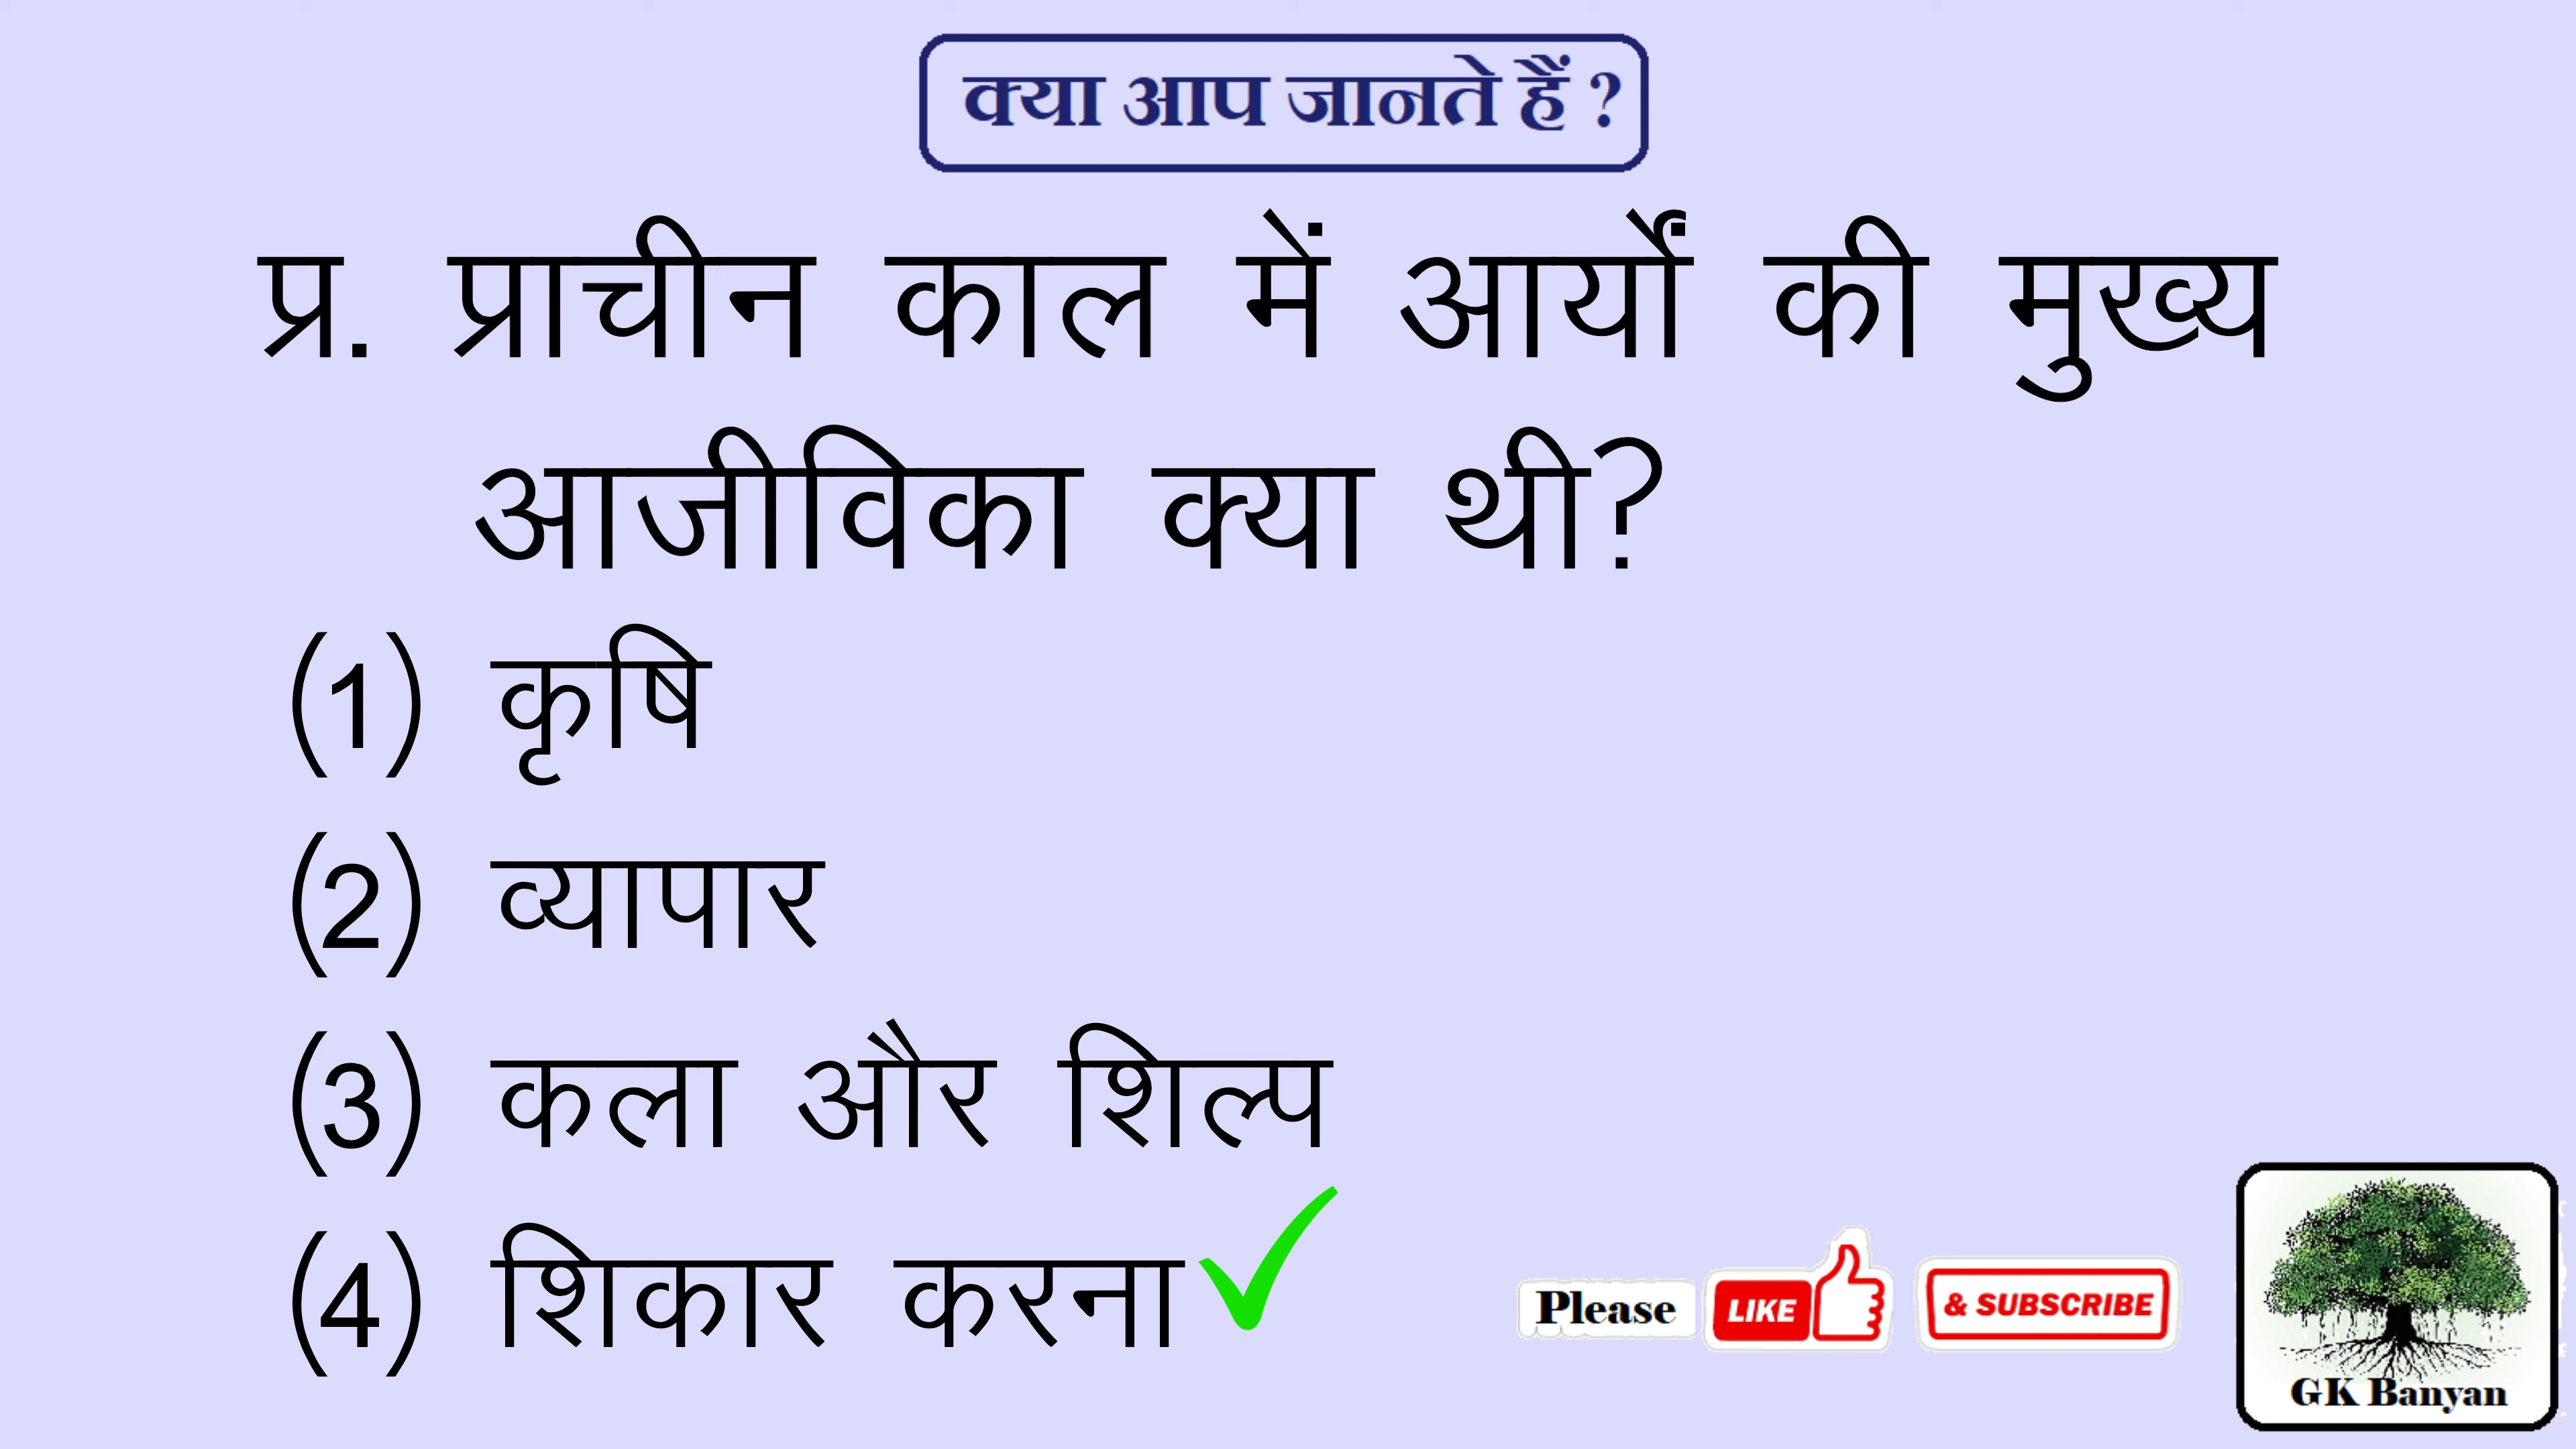 क्या आप जानते हैं ?
प्र. प्राचीन काल में आर्यों की मुख्य
आजीविका क्या थी?
(1) कृषि
(2) व्यापार
(3) कला और शिल्प
(4) शिकार करना
Please LIKE & SUBSCRIBE
GK Banyan